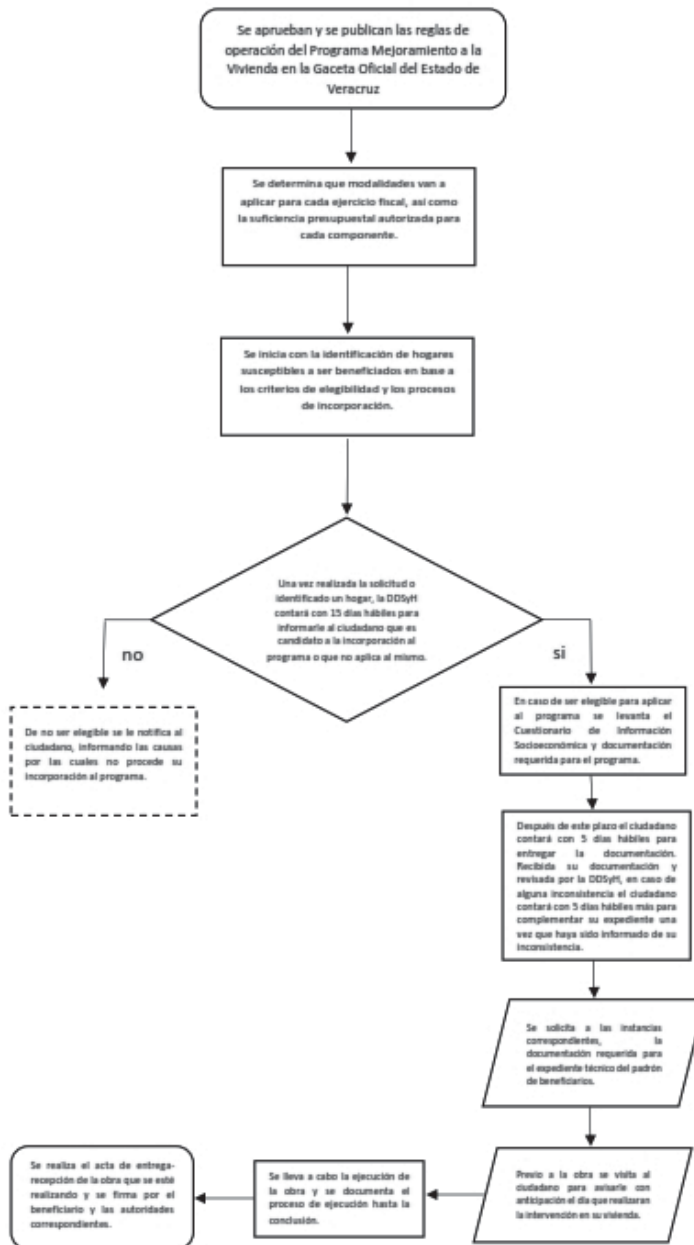 Se aprueban y se publican las reglas de
operación del Programa Mejoramiento a la
Vivienda en la Gaceta Oficial del Estado de
Veracruz
Se determina que modalidades van a
aplicar para cada ejercicio fiscal, así como
la suficiencia presupuestal autorizada para
cada componente.
Se inicia con la identificación de hogares
susceptibles a ser beneficiados en base a
los criterios de elegibilidad y los procesos
de incorporación.
Una vez realizada la solicitud o
identificado un hogar, la DDSyH
contará con 15 días hábiles para
informarle al ciudadano que es
candidato a la incorporación al
programa o que no aplica al mismo.
no
sí
De no ser elegible se le notifica al
ciudadano, informando las causas
por las cuales no procede su
incorporación al programa.
En caso de ser elegible para aplicar
al programa se levanta el
Cuestionario de Información
Socioeconómica y documentación
requerida para el programa.
Después de este plazo el ciudadano
contará con 5 días hábiles para
entregar la documentación.
Recibida su documentación y
revisada por la DDSyH, en caso de
alguna inconsistencia el ciudadano
contará con 5 días hábiles más para
complementar su expediente una
vez que haya sido informado de su
inconsistencia.
Se solicita a las instancias
correspondientes, la
documentación requerida para
el expediente técnico del padrón
de beneficiarios.
Previo a la obra se visita al
ciudadano para avisarle con
anticipación el día que realizaran
la intervención en su vivienda.
Se lleva a cabo la ejecución de
la obra y se documenta el
proceso de ejecución hasta la
conclusión.
Se realiza el acta de entrega-
recepción de la obra que se esté
realizando y se firma por el
beneficiario y las autoridades
correspondientes.